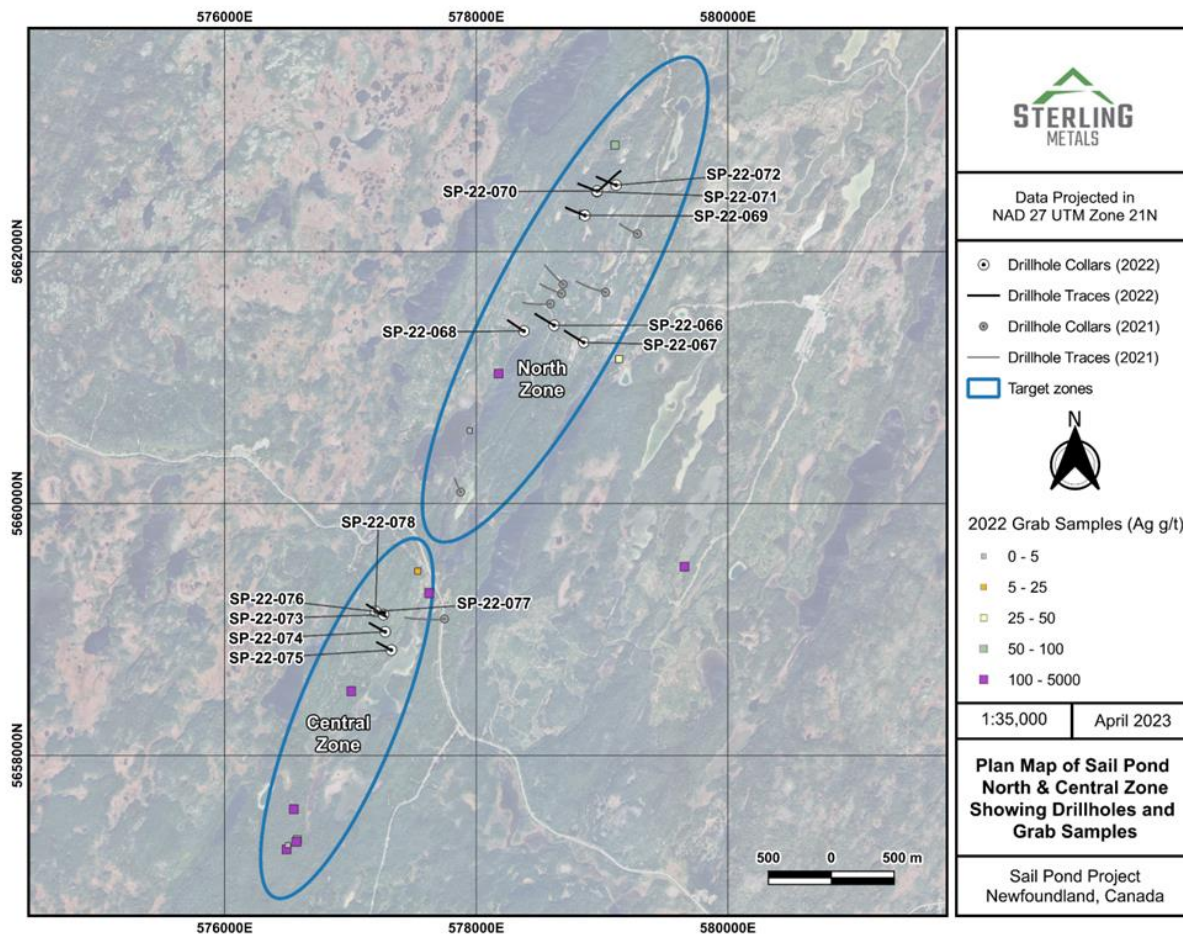 576000E
578000E
580000E
5662000N
5660000N
5658000N
SP-22-072
SP-22-070
SP-22-071
SP-22-069
SP-22-068
SP-22-066
SP-22-067
North
Zone
SP-22-078
SP-22-076
SP-22-077
SP-22-073
SP-22-074
SP-22-075
Central
Zone
500 0 500 m
576000E
578000E
580000E
STERLING
METALS
Data Projected in
NAD 27 UTM Zone 21N
Drillhole Collars (2022)
Drillhole Traces (2022)
Drillhole Collars (2021)
Drillhole Traces (2021)
Target zones
N
2022 Grab Samples (Ag g/t)
0 - 5
5 - 25
25 - 50
50 - 100
100 - 5000
1:35,000
April 2023
Plan Map of Sail Pond
North & Central Zone
Showing Drillholes and
Grab Samples
Sail Pond Project
Newfoundland, Canada